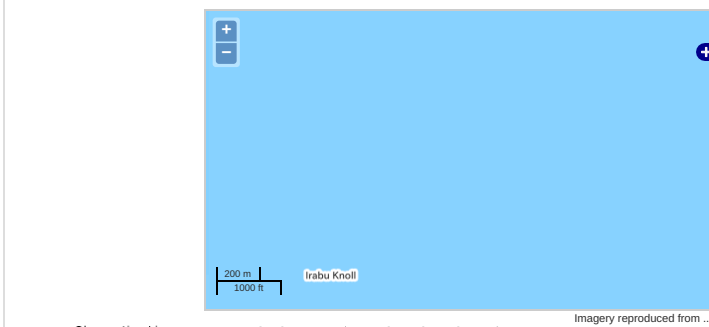 +
−
+
200 m
Irabu Knoll
1000 ft
Imagery reproduced from ..